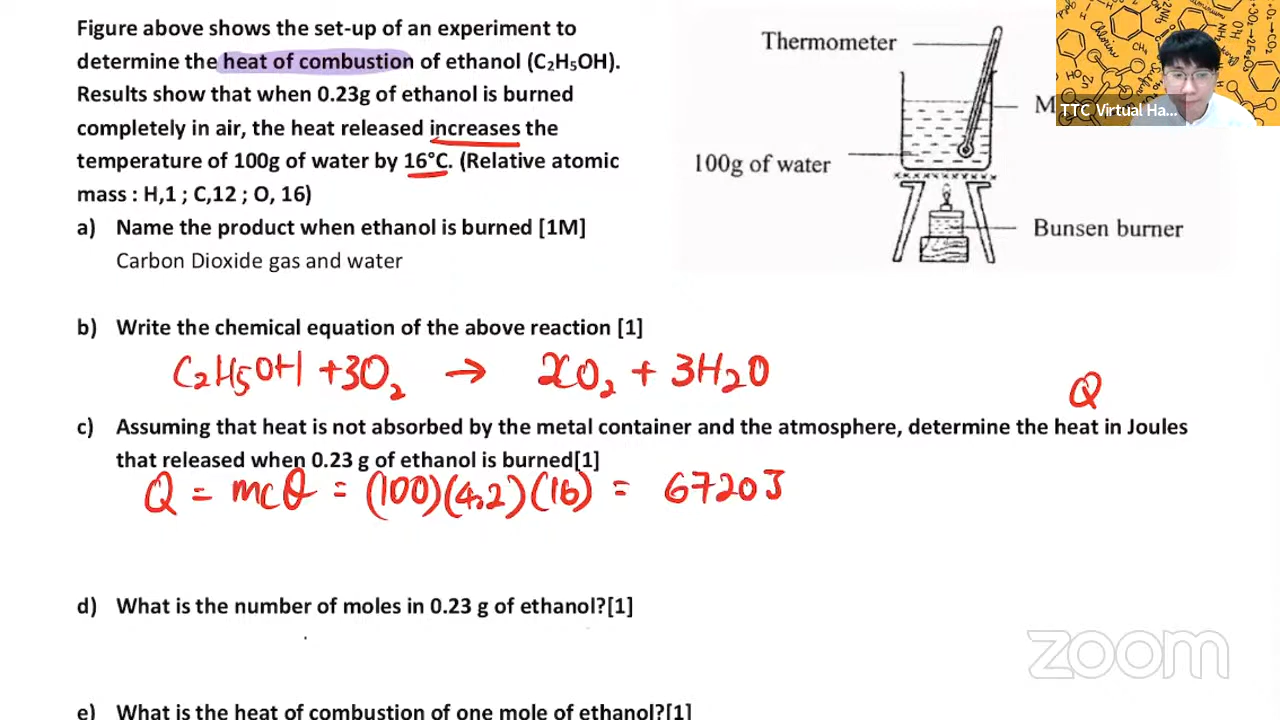 Figure above shows the set-up of an experiment to
determine the heat of combustion of ethanol (C₂H₅OH).
Results show that when 0.23g of ethanol is burned
completely in air, the heat released increases the
temperature of 100g of water by 16°C. (Relative atomic
mass : H,1 ; C,12 ; O, 16)
Thermometer
M
100g of water
Bunsen burner
TTC Virtual Ha...
a) Name the product when ethanol is burned [1M]
Carbon Dioxide gas and water
b) Write the chemical equation of the above reaction [1]
C₂H₅OH + 3O₂ → 2CO₂ + 3H₂O
Q
c) Assuming that heat is not absorbed by the metal container and the atmosphere, determine the heat in Joules
that released when 0.23 g of ethanol is burned[1]
Q = mcθ = (100)(4.2)(16) = 6720J
d) What is the number of moles in 0.23 g of ethanol?[1]
zoom
e) What is the heat of combustion of one mole of ethanol?[1]